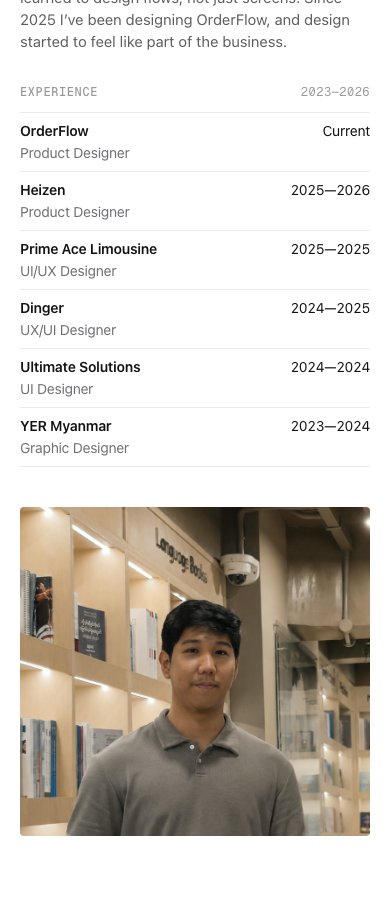 learned to design flows, not just screens. Since
2025 I've been designing OrderFlow, and design
started to feel like part of the business.
EXPERIENCE 2023—2026
OrderFlow Current
Product Designer
Heizen 2025—2026
Product Designer
Prime Ace Limousine 2025—2025
UI/UX Designer
Dinger 2024—2025
UX/UI Designer
Ultimate Solutions 2024—2024
UI Designer
YER Myanmar 2023—2024
Graphic Designer
Language Books